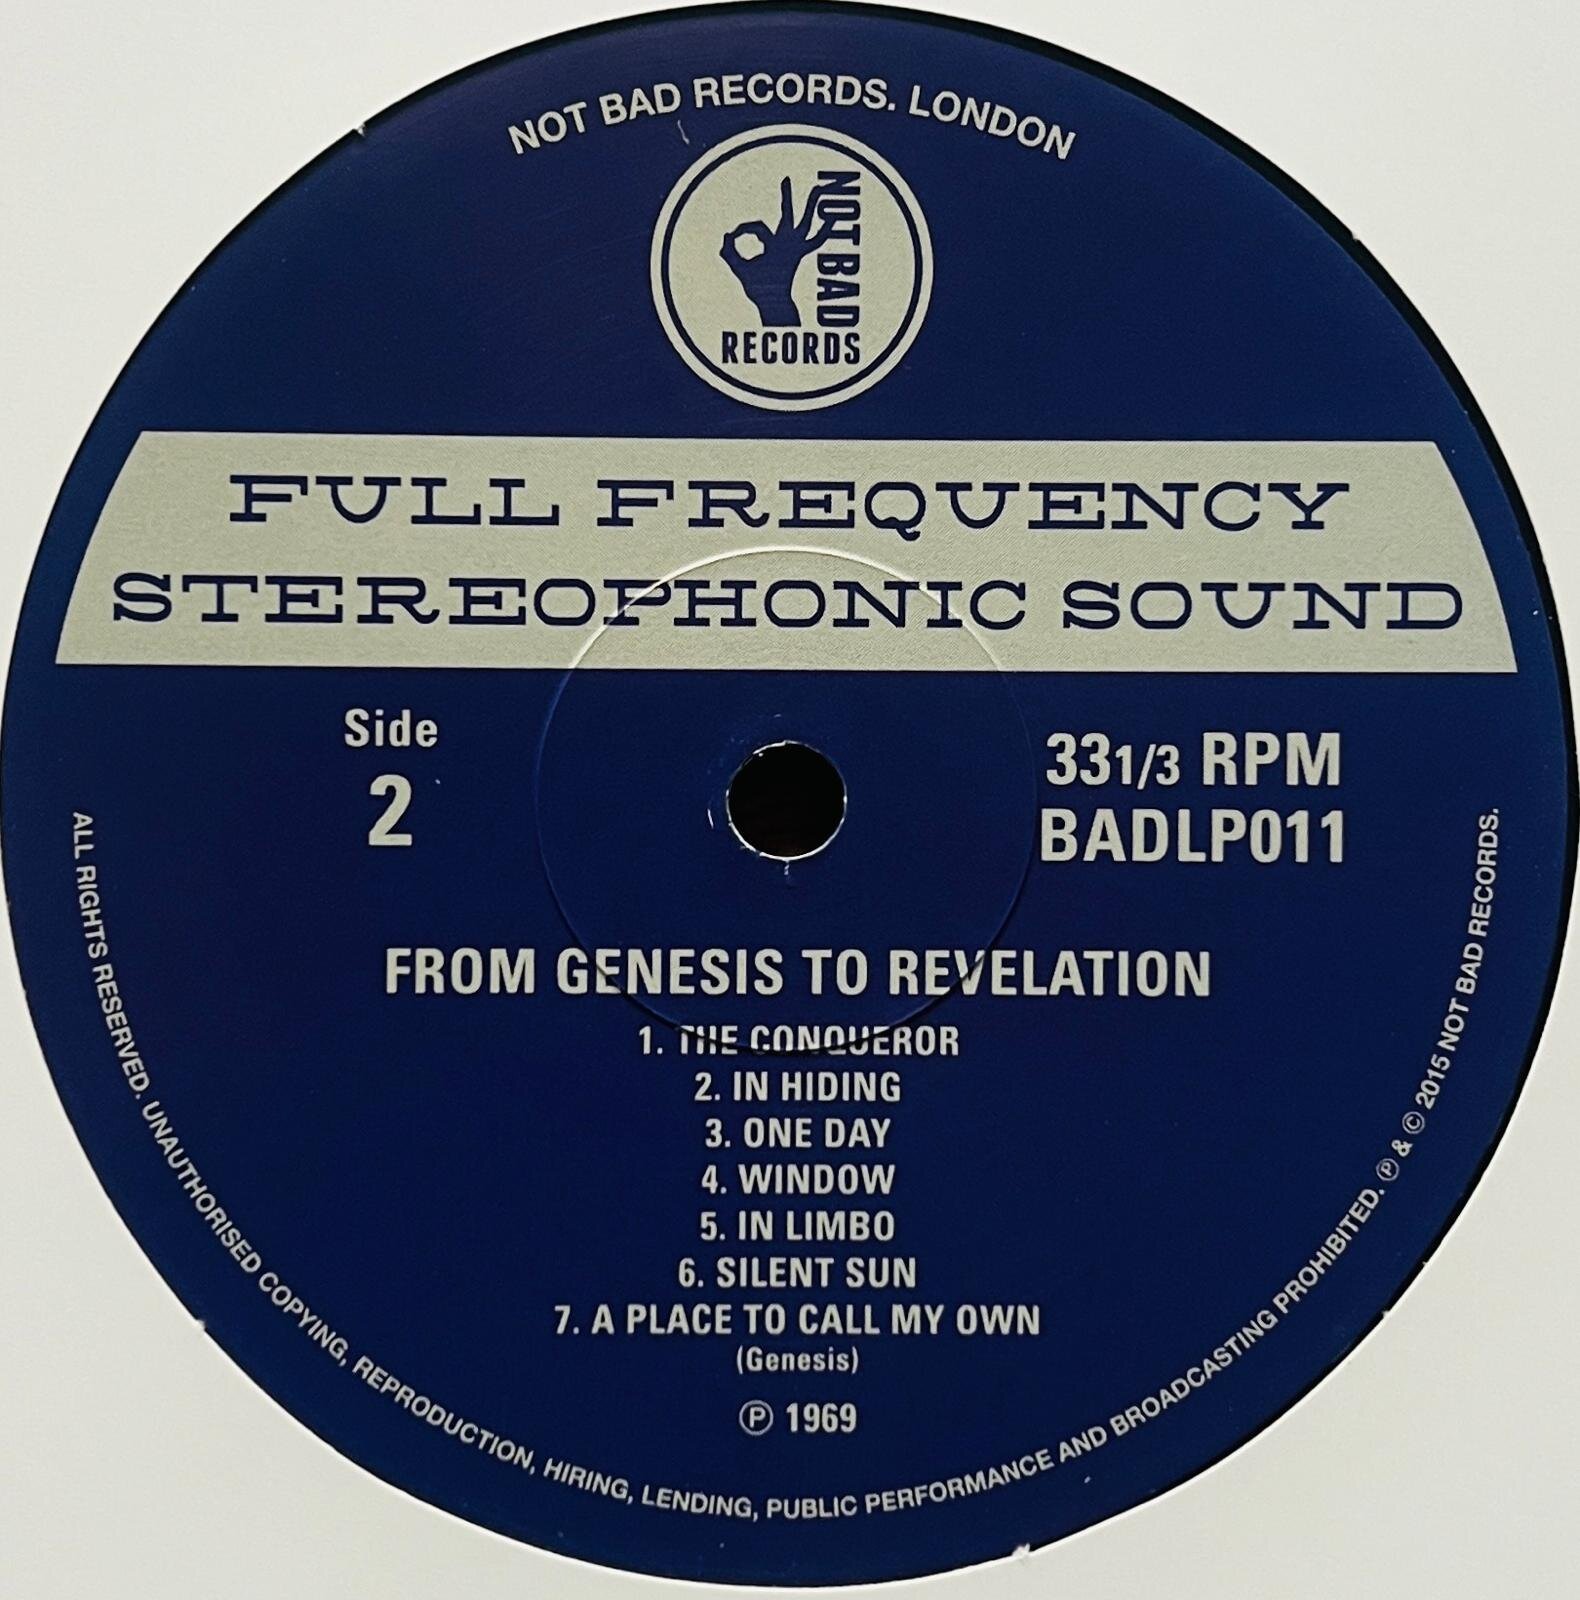 NOT BAD RECORDS. LONDON
NOT BAD
RECORDS
FULL FREQUENCY
STEREOPHONIC SOUND
Side
2
33 1/3 RPM
BADLP011
FROM GENESIS TO REVELATION
1. THE CONQUEROR
2. IN HIDING
3. ONE DAY
4. WINDOW
5. IN LIMBO
6. SILENT SUN
7. A PLACE TO CALL MY OWN
(Genesis)
℗ 1969
ALL RIGHTS RESERVED. UNAUTHORISED COPYING, REPRODUCTION, HIRING, LENDING, PUBLIC PERFORMANCE AND BROADCASTING PROHIBITED. ℗ & © 2015 NOT BAD RECORDS.